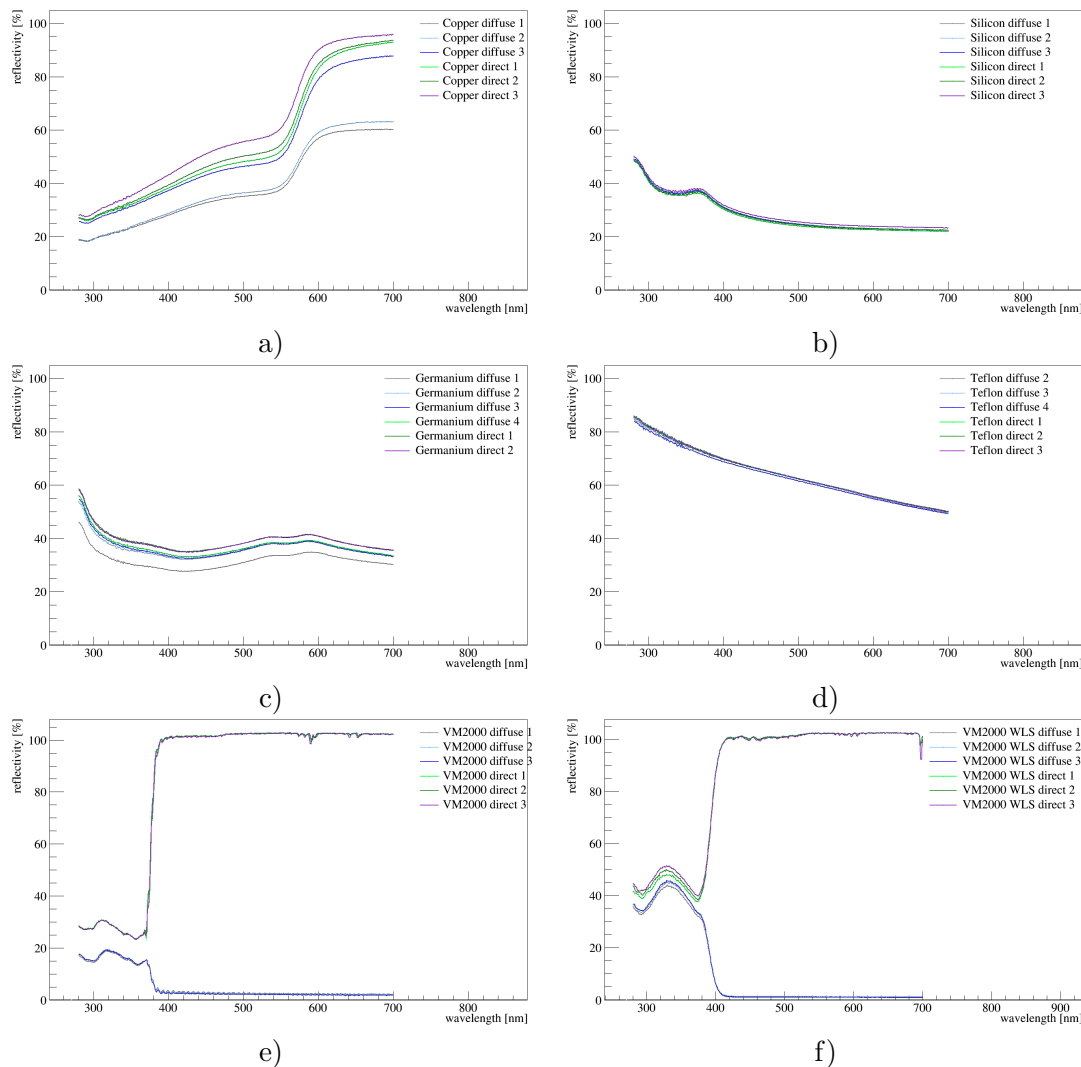 reflectivity [%]
100
80
60
40
20
0
300 400 500 600 700 800
wavelength [nm]
Copper diffuse 1
Copper diffuse 2
Copper diffuse 3
Copper direct 1
Copper direct 2
Copper direct 3
a)
reflectivity [%]
100
80
60
40
20
0
300 400 500 600 700 800 900
wavelength [nm]
Silicon diffuse 1
Silicon diffuse 2
Silicon diffuse 3
Silicon direct 1
Silicon direct 2
Silicon direct 3
b)
reflectivity [%]
100
80
60
40
20
0
300 400 500 600 700 800
wavelength [nm]
Germanium diffuse 1
Germanium diffuse 2
Germanium diffuse 3
Germanium diffuse 4
Germanium direct 1
Germanium direct 2
c)
reflectivity [%]
100
80
60
40
20
0
300 400 500 600 700 800 900
wavelength [nm]
Teflon diffuse 2
Teflon diffuse 3
Teflon diffuse 4
Teflon direct 1
Teflon direct 2
Teflon direct 3
d)
reflectivity [%]
100
80
60
40
20
0
300 400 500 600 700 800
wavelength [nm]
VM2000 diffuse 1
VM2000 diffuse 2
VM2000 diffuse 3
VM2000 direct 1
VM2000 direct 2
VM2000 direct 3
e)
reflectivity [%]
100
80
60
40
20
0
300 400 500 600 700 800 900
wavelength [nm]
VM2000 WLS diffuse 1
VM2000 WLS diffuse 2
VM2000 WLS diffuse 3
VM2000 WLS direct 1
VM2000 WLS direct 2
VM2000 WLS direct 3
f)